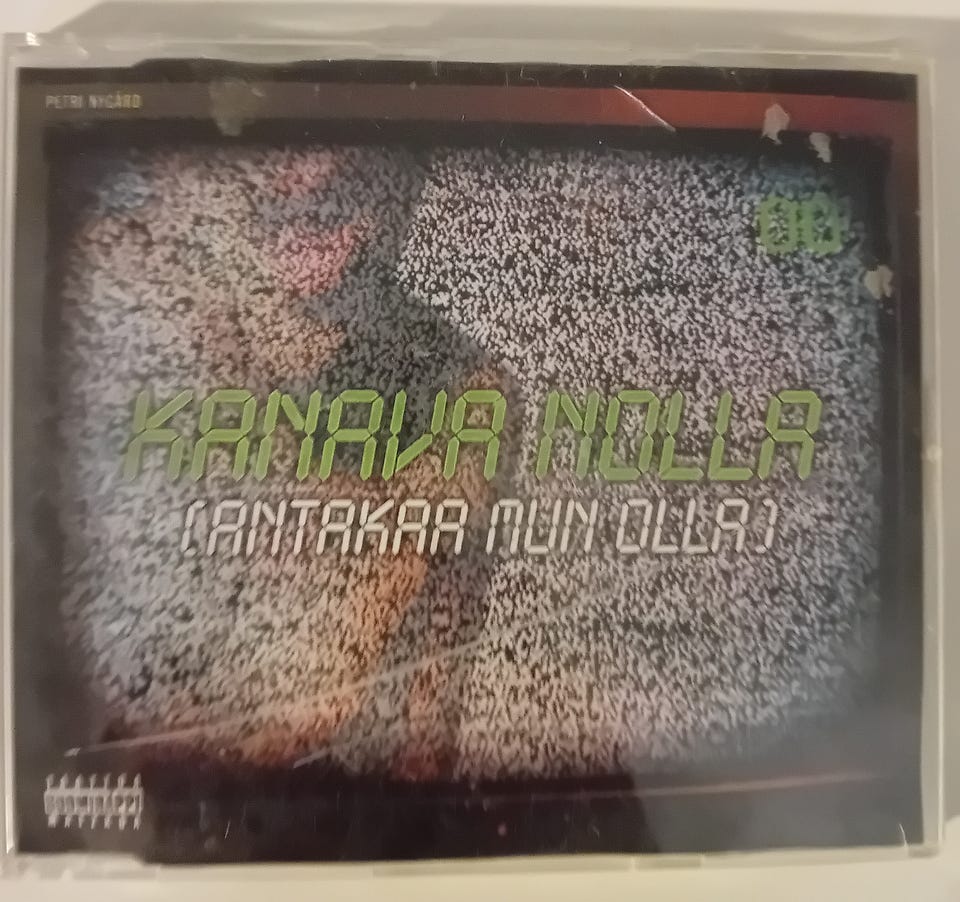 PETRI NYGÅRD
00
KANAVA NOLLA
(ANTAKAA MUN OLLA)